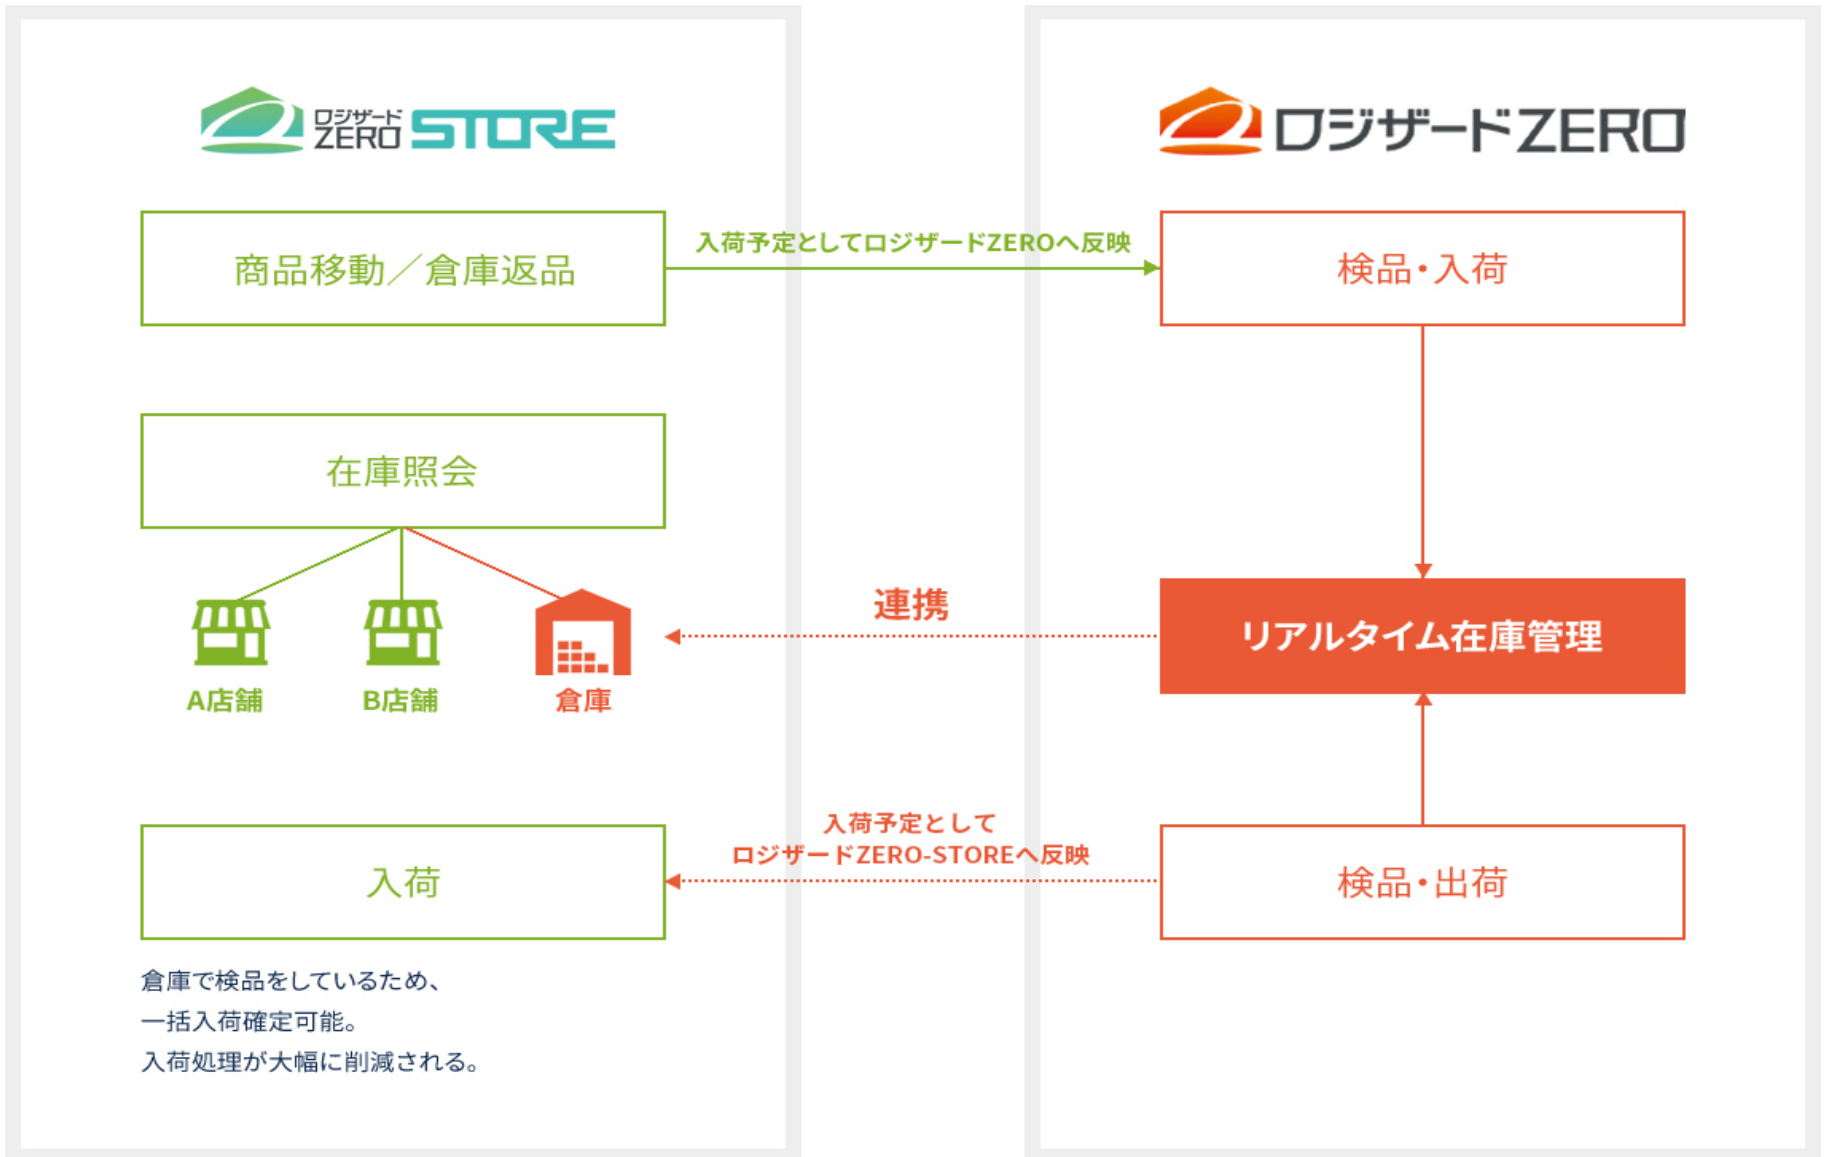 ロジザード
ZERO STORE
商品移動／倉庫返品
在庫照会
A店舗
B店舗
倉庫
入荷
倉庫で検品をしているため、
一括入荷確定可能。
入荷処理が大幅に削減される。
入荷予定としてロジザードZEROへ反映
連携
入荷予定として
ロジザードZERO-STOREへ反映
ロジザードZERO
検品・入荷
リアルタイム在庫管理
検品・出荷